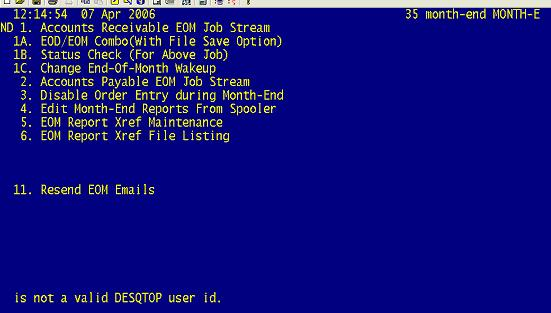 12:14:54 07 Apr 2006 35 month-end MONTH-E
ND 1. Accounts Receivable EOM Job Stream
1A. EOD/EOM Combo(With File Save Option)
1B. Status Check (For Above Job)
1C. Change End-Of-Month Wakeup
2. Accounts Payable EOM Job Stream
3. Disable Order Entry during Month-End
4. Edit Month-End Reports From Spooler
5. EOM Report Xref Maintenance
6. EOM Report Xref File Listing
11. Resend EOM Emails
is not a valid DESQTOP user id.